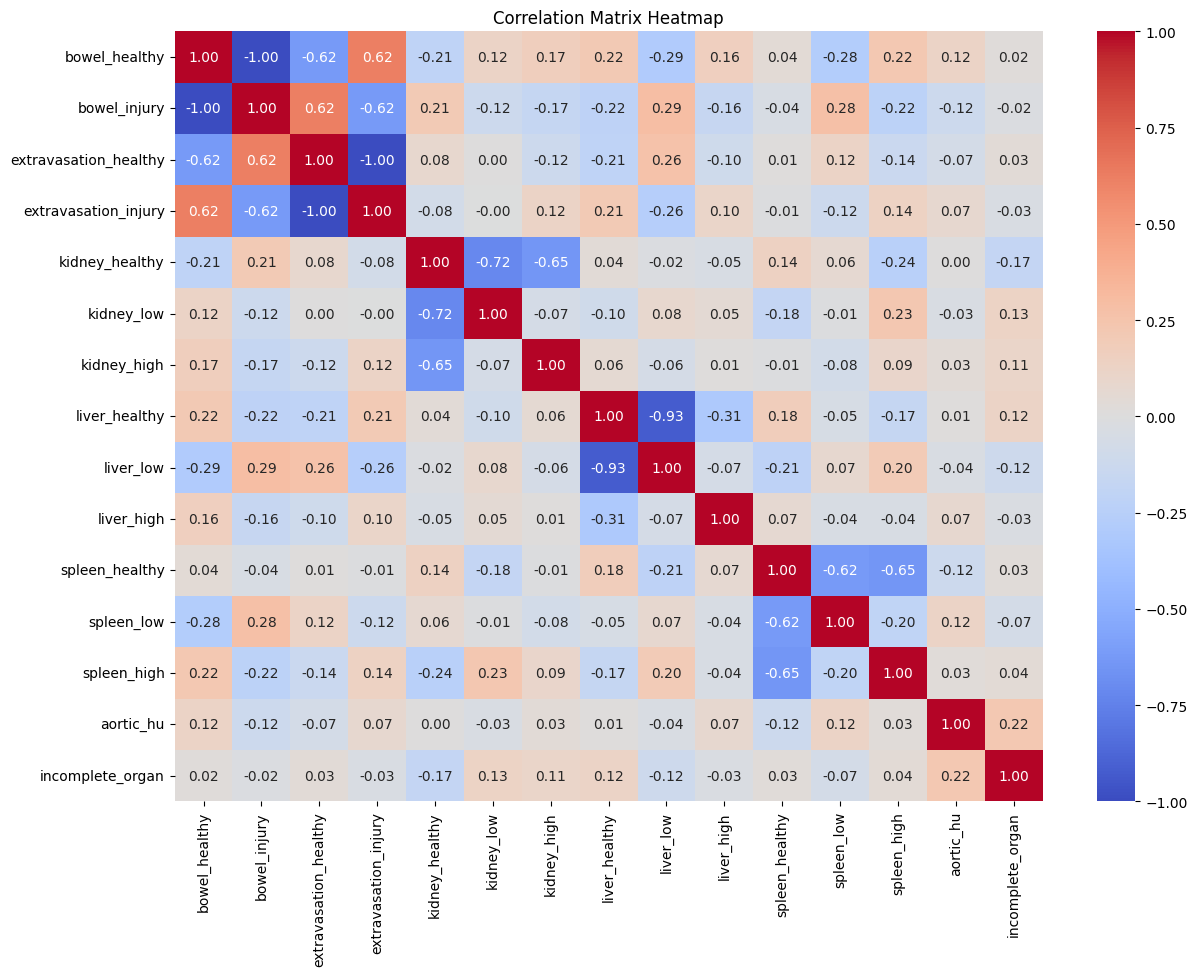 Correlation Matrix Heatmap
bowel_healthy 1.00 -1.00 -0.62 0.62 -0.21 0.12 0.17 0.22 -0.29 0.16 0.04 -0.28 0.22 0.12 0.02
bowel_injury -1.00 1.00 0.62 -0.62 0.21 -0.12 -0.17 -0.22 0.29 -0.16 -0.04 0.28 -0.22 -0.12 -0.02
extravasation_healthy -0.62 0.62 1.00 -1.00 0.08 0.00 -0.12 -0.21 0.26 -0.10 0.01 0.12 -0.14 -0.07 0.03
extravasation_injury 0.62 -0.62 -1.00 1.00 -0.08 -0.00 0.12 0.21 -0.26 0.10 -0.01 -0.12 0.14 0.07 -0.03
kidney_healthy -0.21 0.21 0.08 -0.08 1.00 -0.72 -0.65 0.04 -0.02 -0.05 0.14 0.06 -0.24 0.00 -0.17
kidney_low 0.12 -0.12 0.00 -0.00 -0.72 1.00 -0.07 -0.10 0.08 0.05 -0.18 -0.01 0.23 -0.03 0.13
kidney_high 0.17 -0.17 -0.12 0.12 -0.65 -0.07 1.00 0.06 -0.06 0.01 -0.01 -0.08 0.09 0.03 0.11
liver_healthy 0.22 -0.22 -0.21 0.21 0.04 -0.10 0.06 1.00 -0.93 -0.31 0.18 -0.05 -0.17 0.01 0.12
liver_low -0.29 0.29 0.26 -0.26 -0.02 0.08 -0.06 -0.93 1.00 -0.07 -0.21 0.07 0.20 -0.04 -0.12
liver_high 0.16 -0.16 -0.10 0.10 -0.05 0.05 0.01 -0.31 -0.07 1.00 0.07 -0.04 -0.04 0.07 -0.03
spleen_healthy 0.04 -0.04 0.01 -0.01 0.14 -0.18 -0.01 0.18 -0.21 0.07 1.00 -0.62 -0.65 -0.12 0.03
spleen_low -0.28 0.28 0.12 -0.12 0.06 -0.01 -0.08 -0.05 0.07 -0.04 -0.62 1.00 -0.20 0.12 -0.07
spleen_high 0.22 -0.22 -0.14 0.14 -0.24 0.23 0.09 -0.17 0.20 -0.04 -0.65 -0.20 1.00 0.03 0.04
aortic_hu 0.12 -0.12 -0.07 0.07 0.00 -0.03 0.03 0.01 -0.04 0.07 -0.12 0.12 0.03 1.00 0.22
incomplete_organ 0.02 -0.02 0.03 -0.03 -0.17 0.13 0.11 0.12 -0.12 -0.03 0.03 -0.07 0.04 0.22 1.00
bowel_healthy
bowel_injury
extravasation_healthy
extravasation_injury
kidney_healthy
kidney_low
kidney_high
liver_healthy
liver_low
liver_high
spleen_healthy
spleen_low
spleen_high
aortic_hu
incomplete_organ
1.00
0.75
0.50
0.25
0.00
−0.25
−0.50
−0.75
−1.00